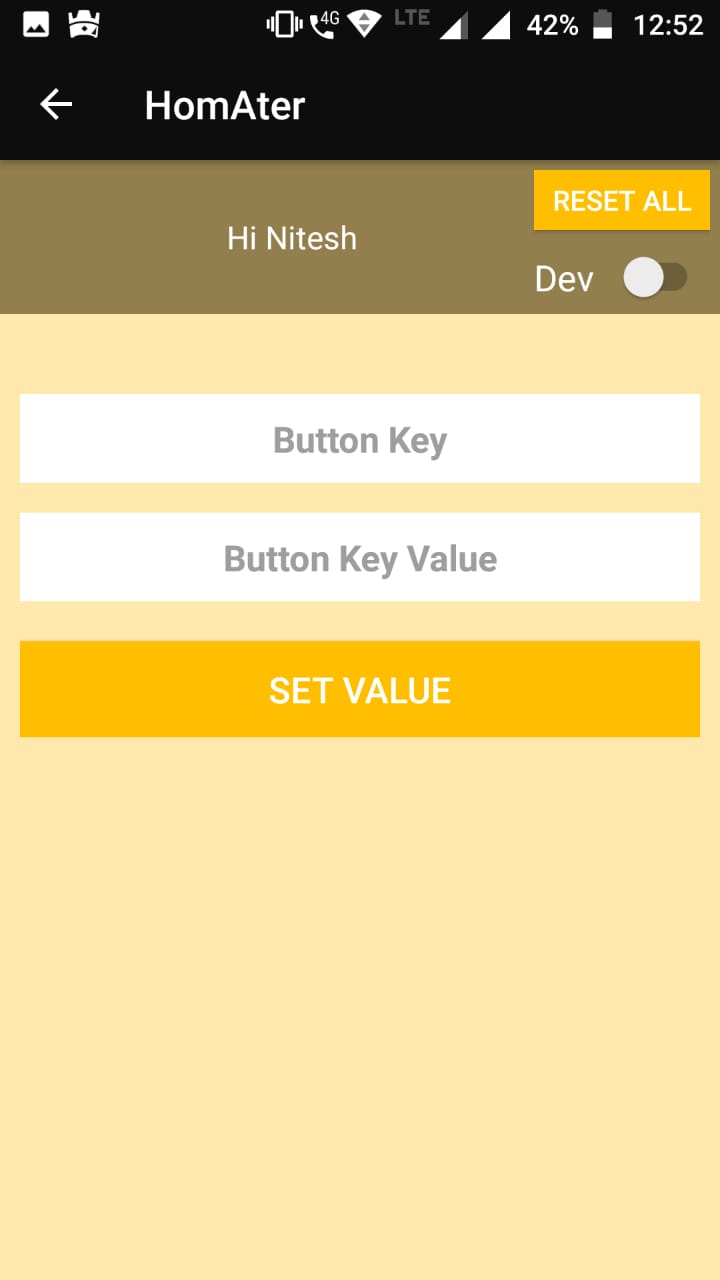 4G LTE 42% 12:52
HomAter
RESET ALL
Hi Nitesh
Dev
Button Key
Button Key Value
SET VALUE